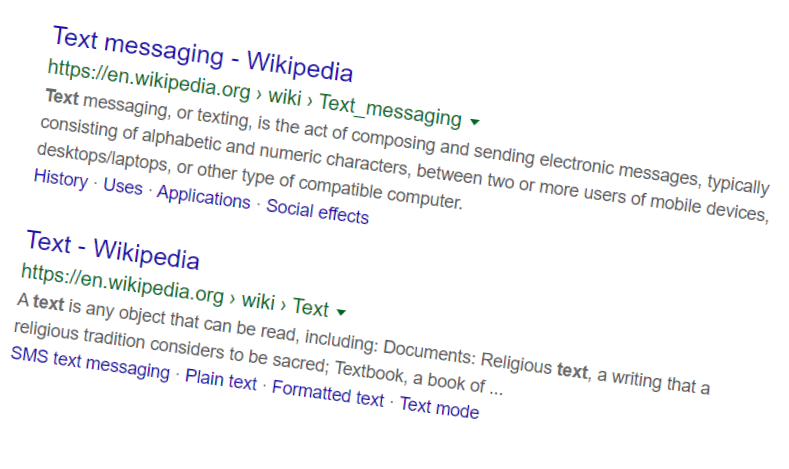 Text messaging - Wikipedia
https://en.wikipedia.org › wiki › Text_messaging
Text messaging, or texting, is the act of composing and sending electronic messages, typically
consisting of alphabetic and numeric characters, between two or more users of mobile devices,
desktops/laptops, or other type of compatible computer.
History · Uses · Applications · Social effects
Text - Wikipedia
https://en.wikipedia.org › wiki › Text
A text is any object that can be read, including: Documents: Religious text, a writing that a
religious tradition considers to be sacred; Textbook, a book of ...
SMS text messaging · Plain text · Formatted text · Text mode